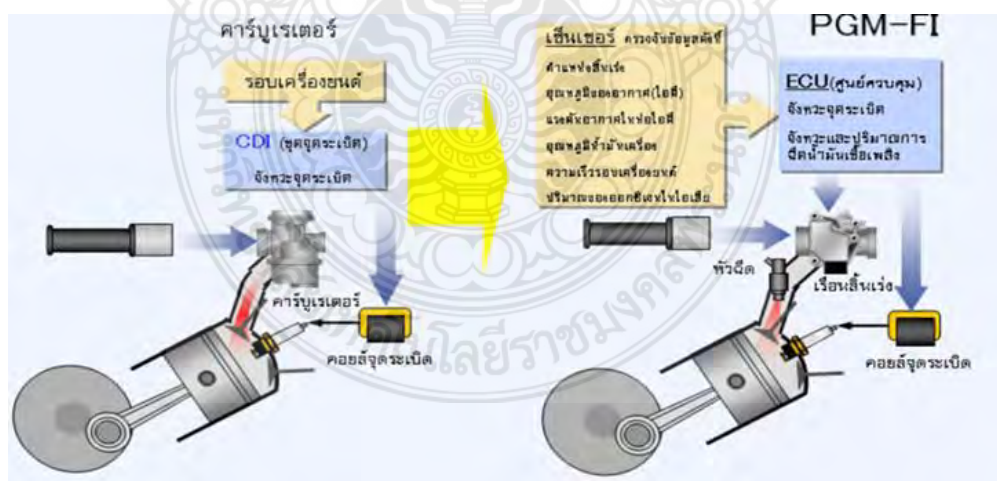 คาร์บูเรเตอร์
รอบเครื่องยนต์
CDI (ชุดจุดระเบิด)
จังหวะจุดระเบิด
คาร์บูเรเตอร์
คอยล์จุดระเบิด
PGM-FI
เซ็นเซอร์ ตรวจจับข้อมูลดังนี้
ตำแหน่งลิ้นเร่ง
อุณหภูมิของอากาศ(ไอดี)
แรงดันอากาศในท่อไอดี
อุณหภูมิน้ำมันเครื่อง
ความเร็วรอบเครื่องยนต์
ปริมาณของออกซิเจนในไอเสีย
ECU(ศูนย์ควบคุม)
จังหวะจุดระเบิด
จังหวะและปริมาณการ
ฉีดน้ำมันเชื้อเพลิง
หัวฉีด
เรือนลิ้นเร่ง
คอยล์จุดระเบิด